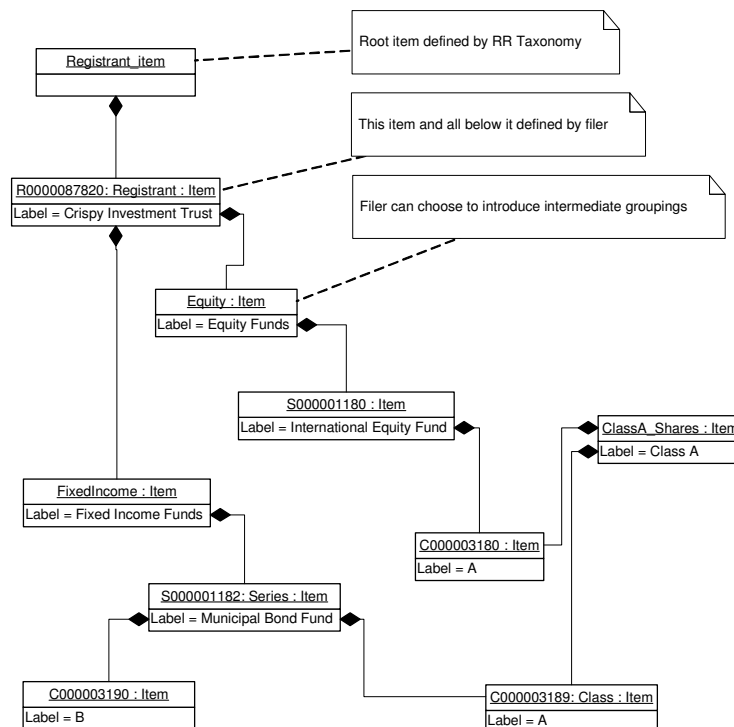 Registrant_item
Root item defined by RR Taxonomy
This item and all below it defined by filer
R0000087820: Registrant : Item
Label = Crispy Investment Trust
Filer can choose to introduce intermediate groupings
Equity : Item
Label = Equity Funds
S000001180 : Item
Label = International Equity Fund
ClassA_Shares : Item
Label = Class A
FixedIncome : Item
Label = Fixed Income Funds
C000003180 : Item
Label = A
S000001182: Series : Item
Label = Municipal Bond Fund
C000003190 : Item
Label = B
C000003189: Class : Item
Label = A